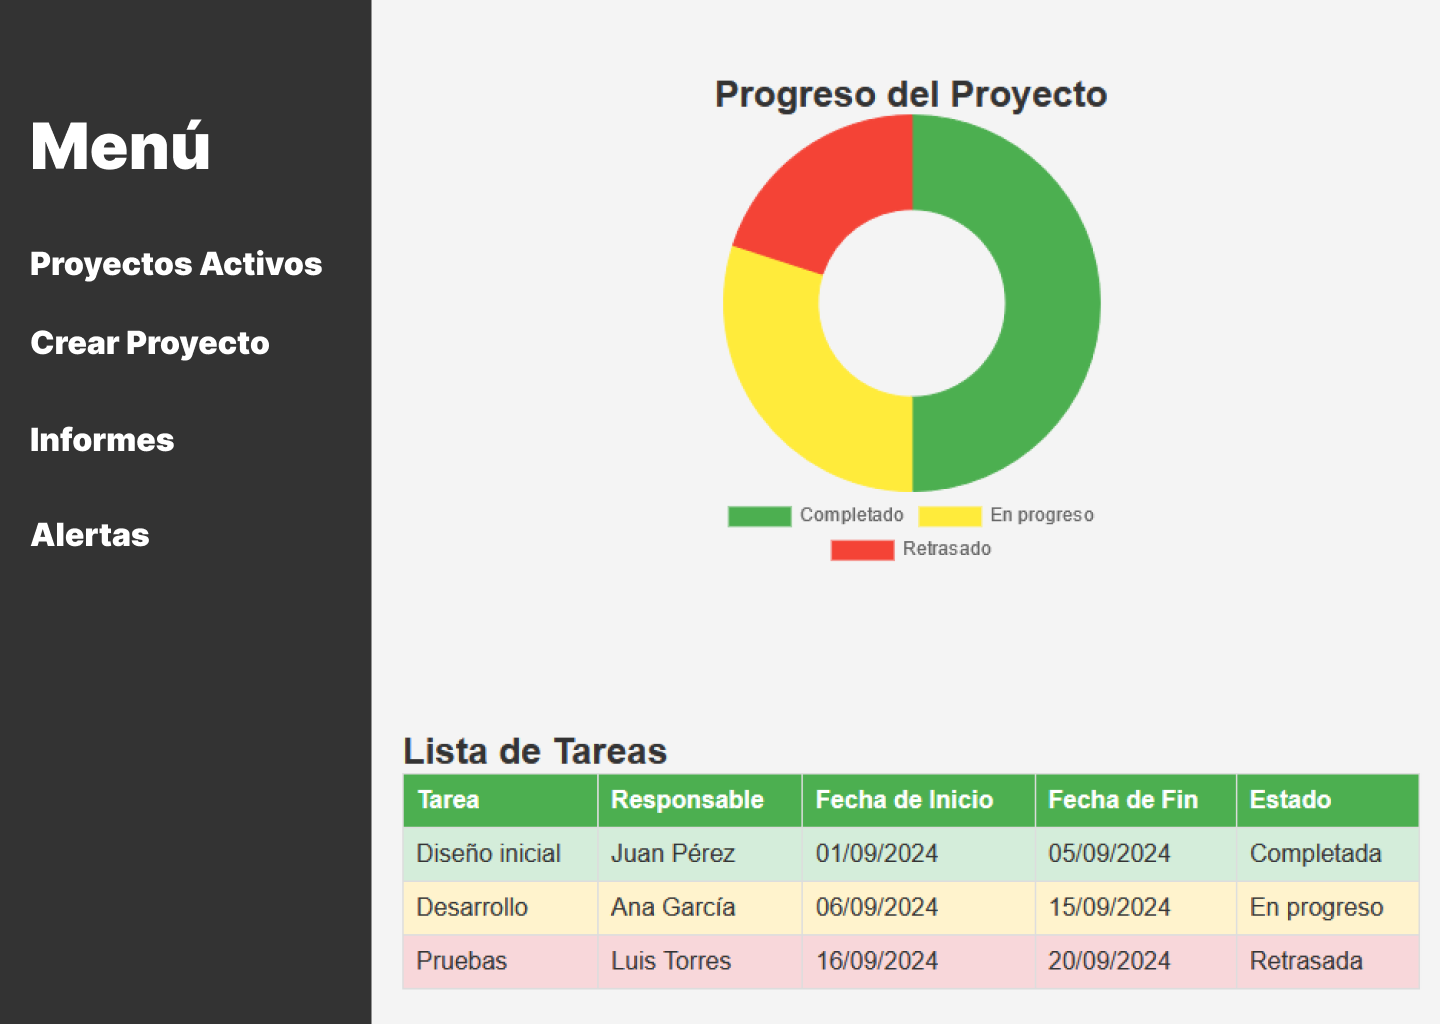 Menú
Proyectos Activos
Crear Proyecto
Informes
Alertas
Progreso del Proyecto
Completado En progreso
Retrasado
Lista de Tareas
Tarea Responsable Fecha de Inicio Fecha de Fin Estado
Diseño inicial Juan Pérez 01/09/2024 05/09/2024 Completada
Desarrollo Ana García 06/09/2024 15/09/2024 En progreso
Pruebas Luis Torres 16/09/2024 20/09/2024 Retrasada